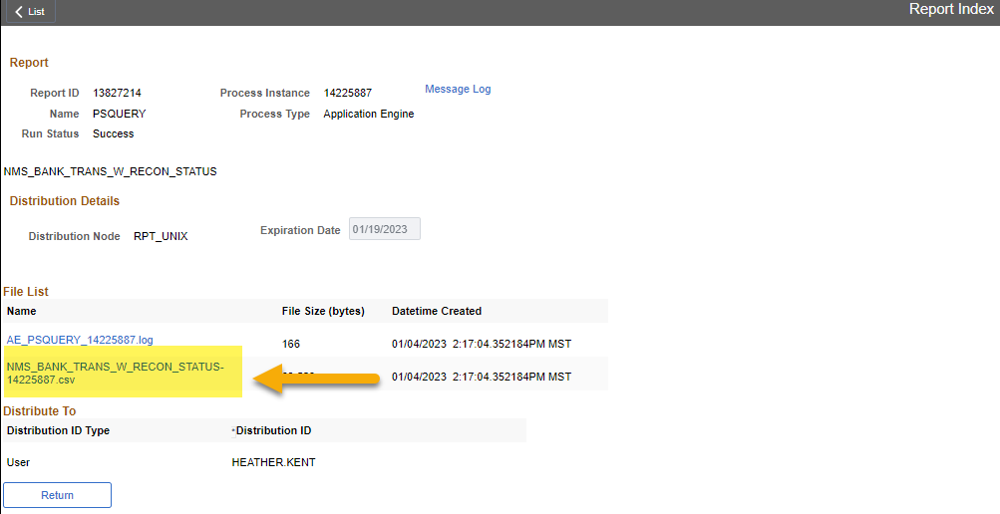 List
Report Index
Report
Report ID 13827214 Process Instance 14225887 Message Log
Name PSQUERY Process Type Application Engine
Run Status Success
NMS_BANK_TRANS_W_RECON_STATUS
Distribution Details
Distribution Node RPT_UNIX Expiration Date 01/19/2023
File List
Name File Size (bytes) Datetime Created
AE_PSQUERY_14225887.log 166 01/04/2023 2:17:04.352184PM MST
NMS_BANK_TRANS_W_RECON_STATUS-
14225887.csv 01/04/2023 2:17:04.352184PM MST
Distribute To
Distribution ID Type *Distribution ID
User HEATHER.KENT
Return